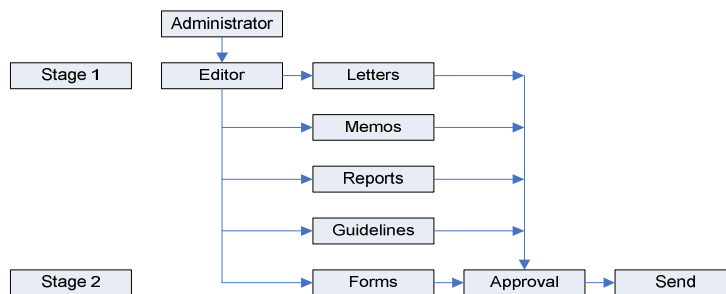 Administrator
Stage 1
Editor
Letters
Memos
Reports
Guidelines
Stage 2
Forms
Approval
Send